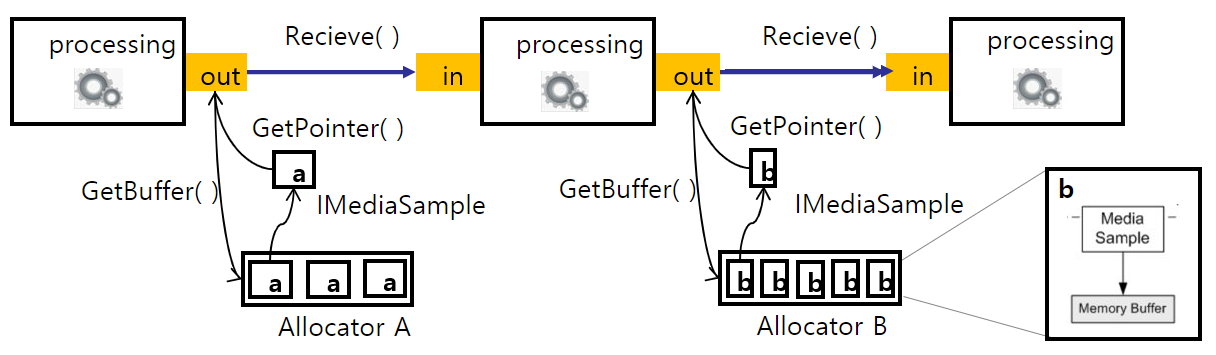 processing
Recieve( )
out
in
processing
Recieve( )
out
in
processing
GetPointer( )
a
GetBuffer( )
IMediaSample
a
a
a
Allocator A
GetPointer( )
b
GetBuffer( )
IMediaSample
b
b
b
b
b
Allocator B
b
Media
Sample
Memory Buffer